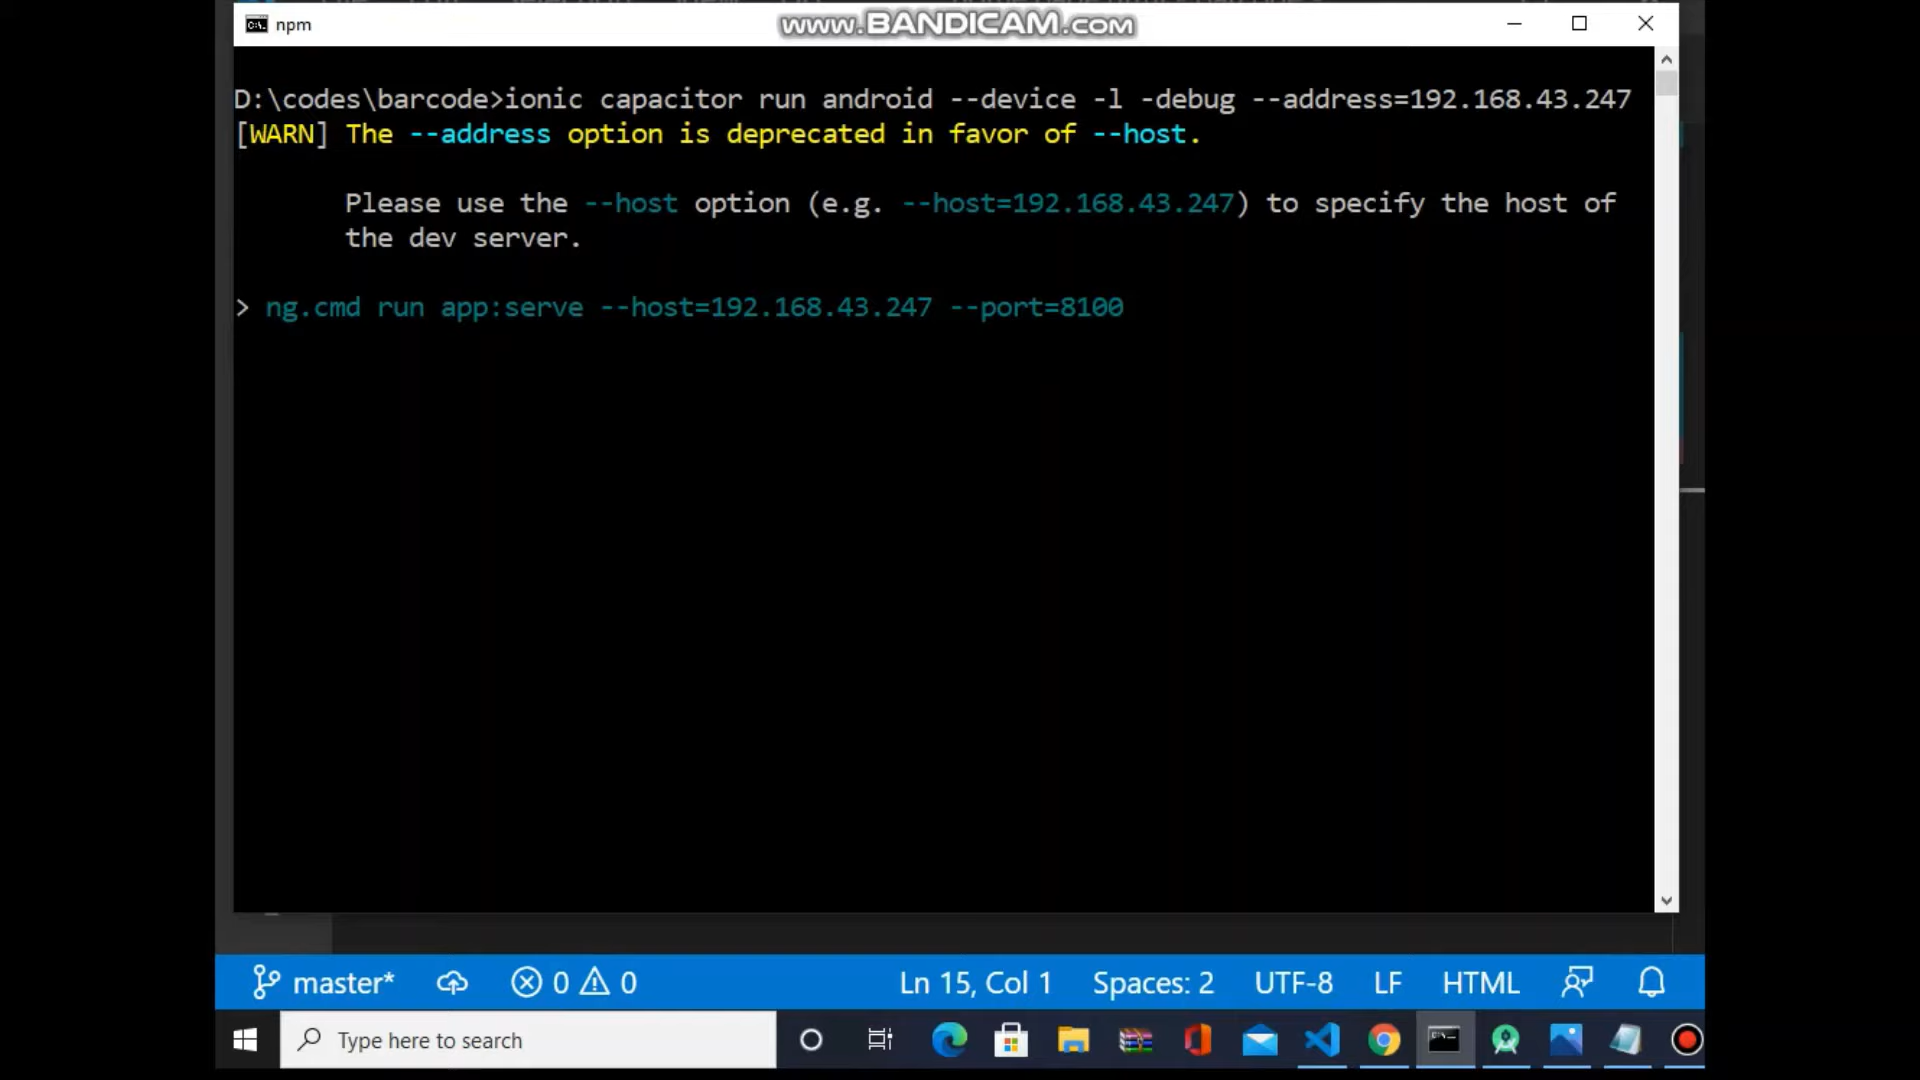 npm
www.BANDICAM.com
D:\codes\barcode>ionic capacitor run android --device -l -debug --address=192.168.43.247
[WARN] The --address option is deprecated in favor of --host.
Please use the --host option (e.g. --host=192.168.43.247) to specify the host of
the dev server.
> ng.cmd run app:serve --host=192.168.43.247 --port=8100
master* 0 0 Ln 15, Col 1 Spaces: 2 UTF-8 LF HTML
Type here to search